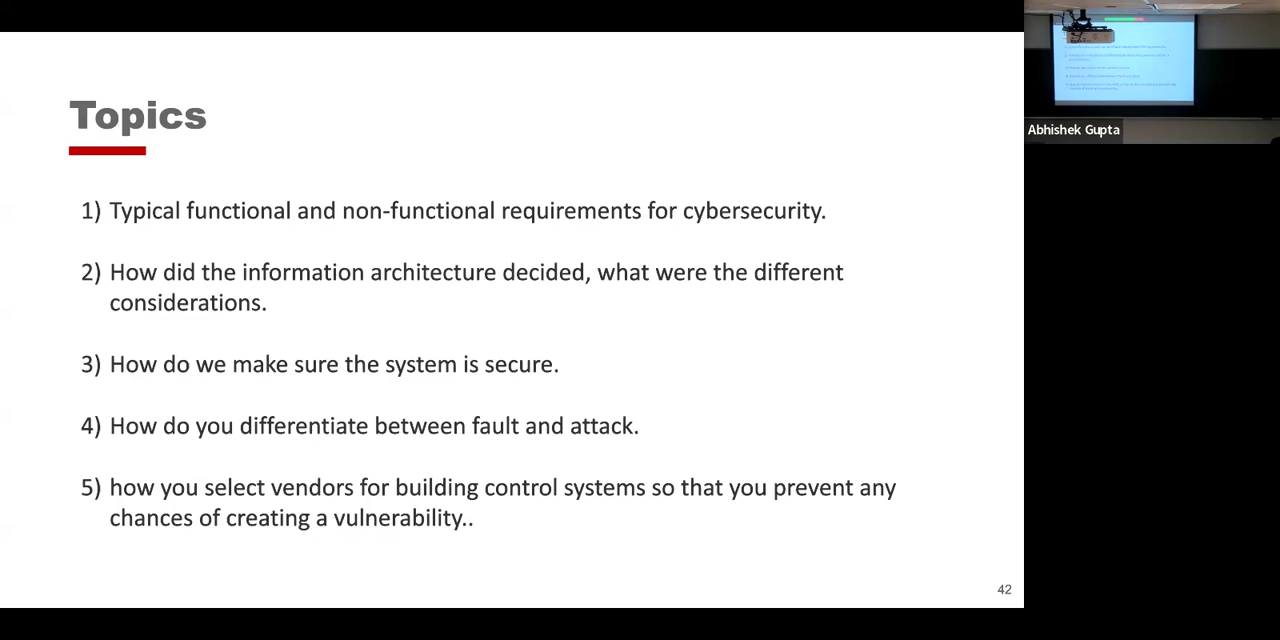 Topics
1) Typical functional and non-functional requirements for cybersecurity.
2) How did the information architecture decided, what were the different
considerations.
3) How do we make sure the system is secure.
4) How do you differentiate between fault and attack.
5) how you select vendors for building control systems so that you prevent any
chances of creating a vulnerability..
42
Abhishek Gupta